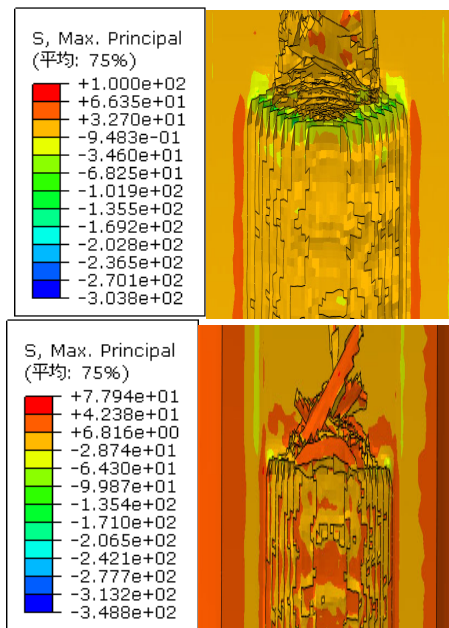 S, Max. Principal
(平均: 75%)
+1.000e+02
+6.635e+01
+3.270e+01
-9.483e-01
-3.460e+01
-6.825e+01
-1.019e+02
-1.355e+02
-1.692e+02
-2.028e+02
-2.365e+02
-2.701e+02
-3.038e+02
S, Max. Principal
(平均: 75%)
+7.794e+01
+4.238e+01
+6.816e+00
-2.874e+01
-6.430e+01
-9.987e+01
-1.354e+02
-1.710e+02
-2.065e+02
-2.421e+02
-2.777e+02
-3.132e+02
-3.488e+02